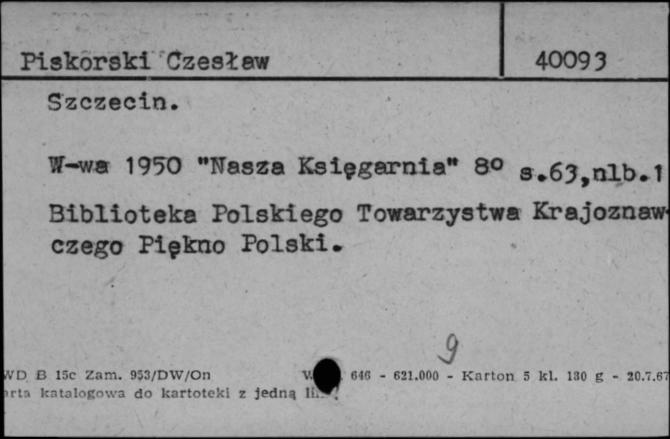 Piskorski Czesław 40093
Szczecin.
W-wa 1950 "Nasza Księgarnia" 8º s.63,nlb.1
Biblioteka Polskiego Towarzystwa Krajoznaw-
czego Piękno Polski.
9
WD B 15c Zam. 953/DW/On 646 - 621.000 - Karton 5 kl. 130 g - 20.7.67
arta katalogowa do kartoteki z jedną